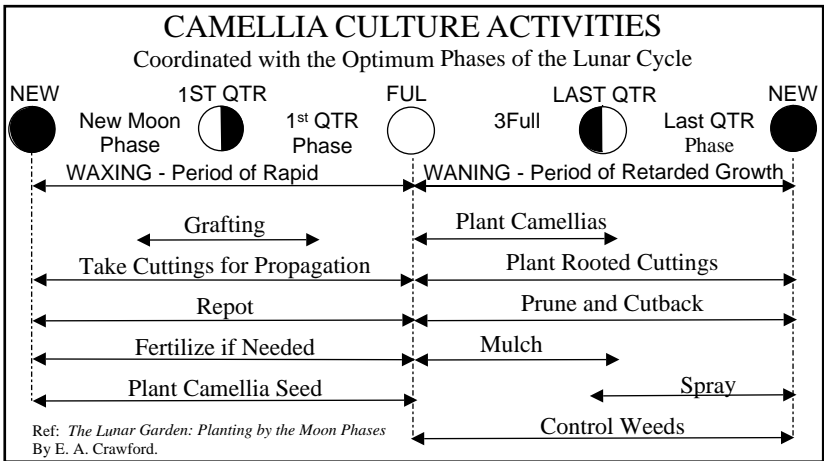 CAMELLIA CULTURE ACTIVITIES
Coordinated with the Optimum Phases of the Lunar Cycle
NEW 1ST QTR FUL LAST QTR NEW
New Moon Phase
1st QTR Phase
3Full
Last QTR Phase
WAXING - Period of Rapid WANING - Period of Retarded Growth
Grafting Plant Camellias
Take Cuttings for Propagation Plant Rooted Cuttings
Repot Prune and Cutback
Fertilize if Needed Mulch
Plant Camellia Seed Spray
Control Weeds
Ref: The Lunar Garden: Planting by the Moon Phases
By E. A. Crawford.